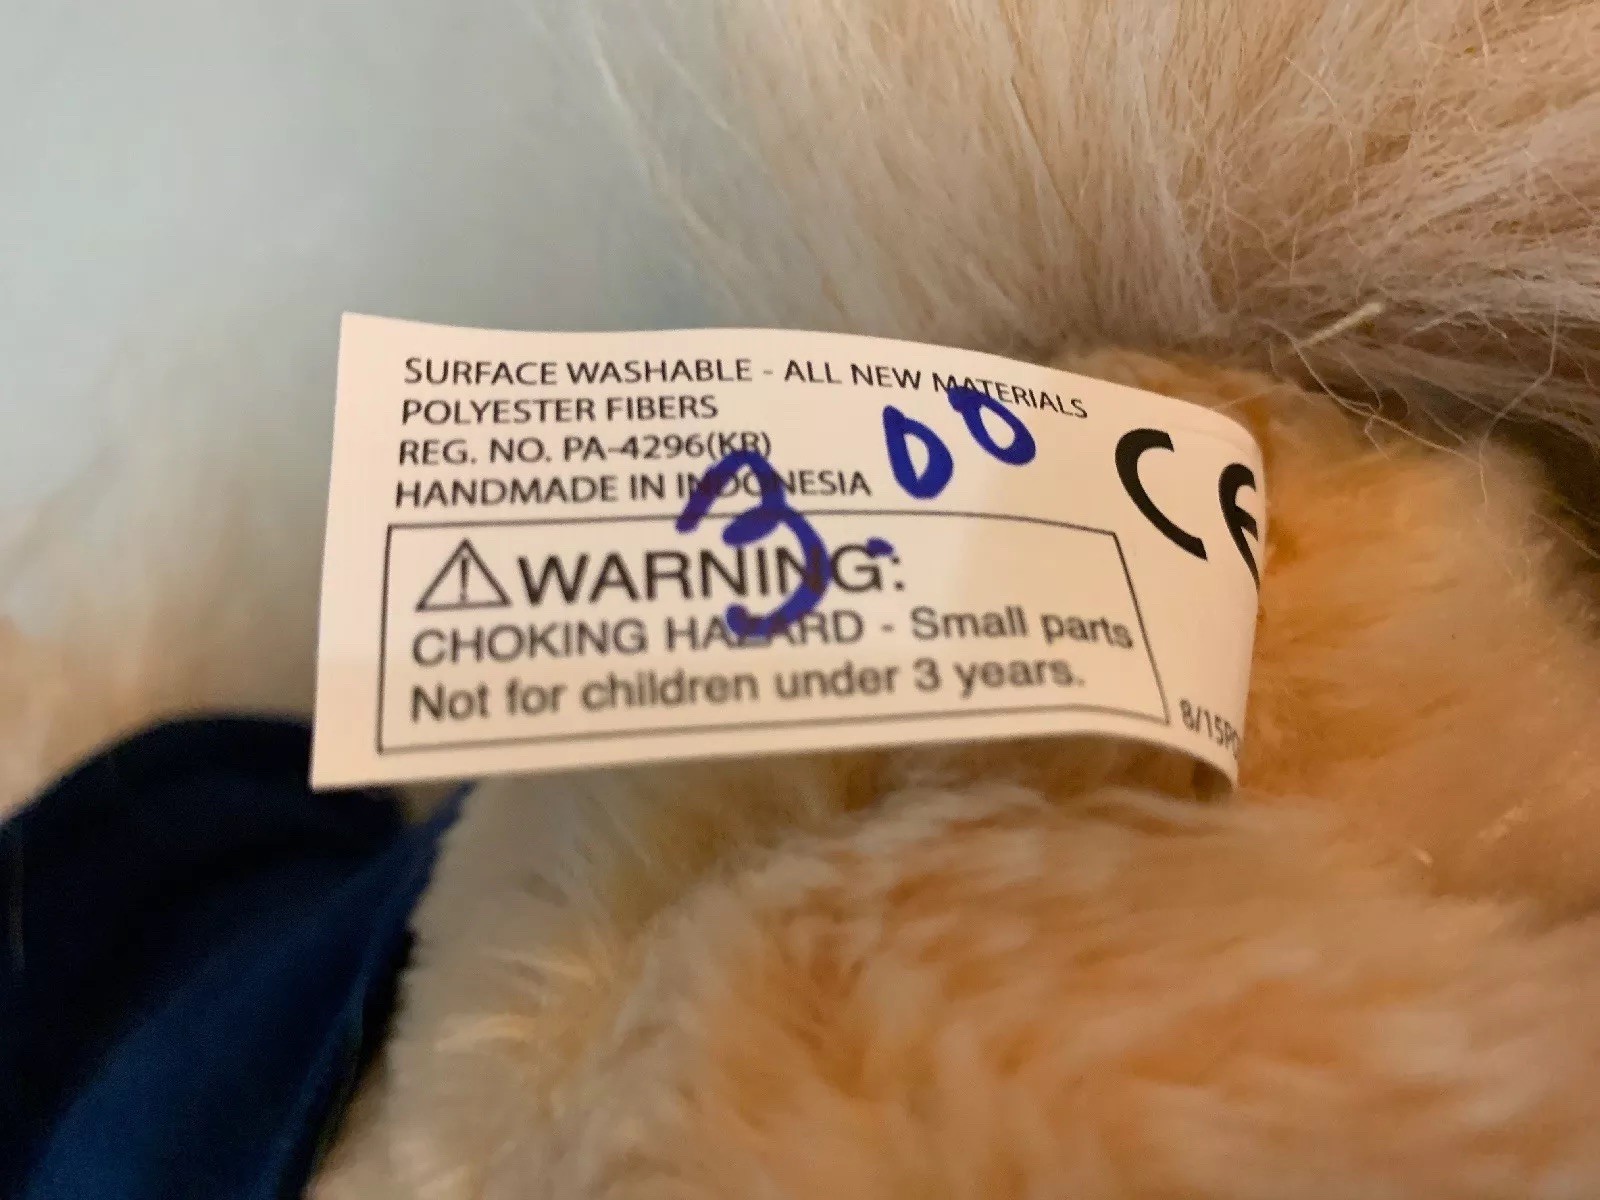 SURFACE WASHABLE - ALL NEW MATERIALS
POLYESTER FIBERS
REG. NO. PA-4296(KR)
HANDMADE IN INDONESIA
3.00
CE
WARNING:
CHOKING HAZARD - Small parts
Not for children under 3 years.